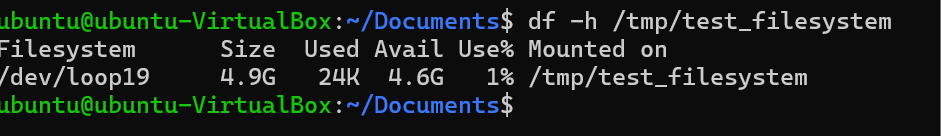 ubuntu@ubuntu-VirtualBox:~/Documents$ df -h /tmp/test_filesystem
Filesystem      Size  Used Avail Use% Mounted on
/dev/loop19     4.9G   24K  4.6G   1% /tmp/test_filesystem
ubuntu@ubuntu-VirtualBox:~/Documents$